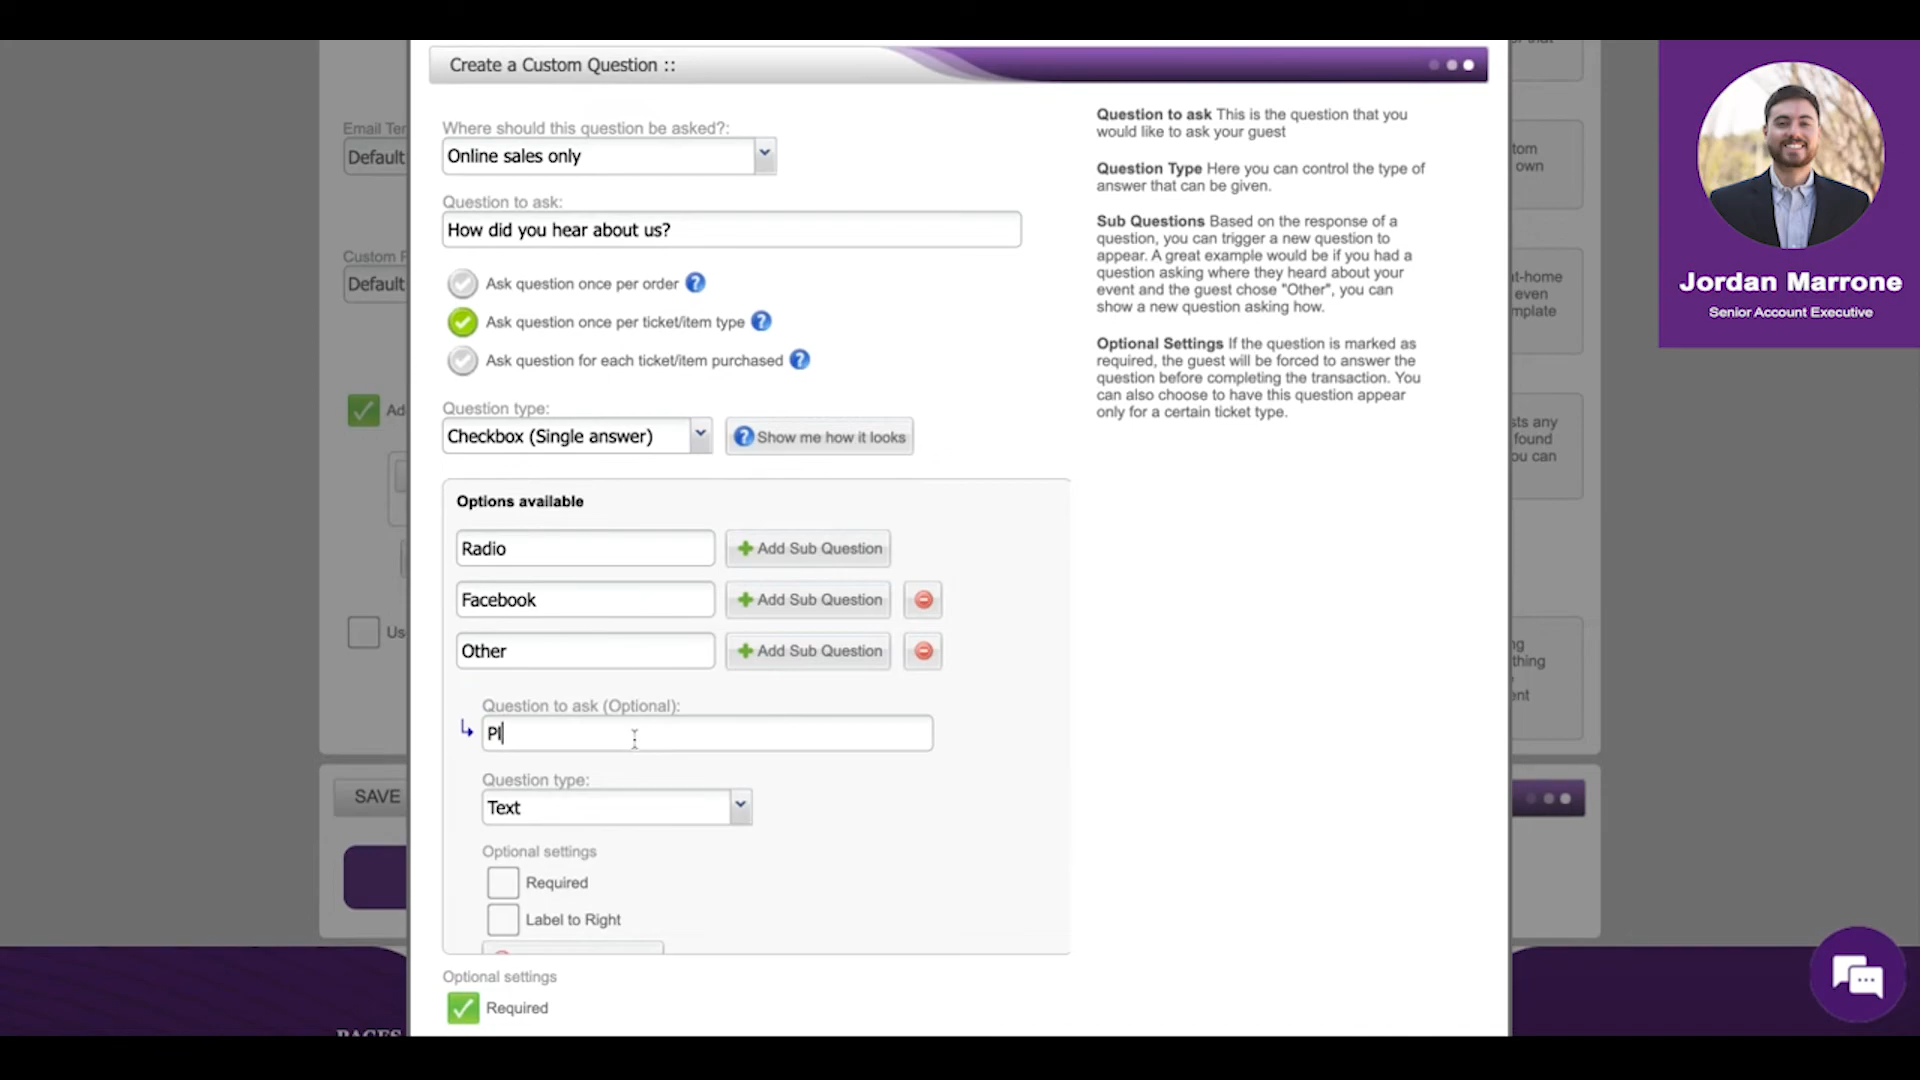 Create a Custom Question ::
Where should this question be asked?:
Online sales only
Question to ask:
How did you hear about us?
Ask question once per order
?
Ask question once per ticket/item type
?
Ask question for each ticket/item purchased
?
Question type:
Checkbox (Single answer)
? Show me how it looks
Options available
Radio
Add Sub Question
Facebook
Add Sub Question
Other
Add Sub Question
Question to ask (Optional):
Pl
Question type:
Text
Optional settings
Required
Label to Right
Optional settings
Required
Question to ask This is the question that you
would like to ask your guest
Question Type Here you can control the type of
answer that can be given.
Sub Questions Based on the response of a
question, you can trigger a new question to
appear. A great example would be if you had a
question asking where they heard about your
event and the guest chose "Other", you can
show a new question asking how.
Optional Settings If the question is marked as
required, the guest will be forced to answer the
question before completing the transaction. You
can also choose to have this question appear
only for a certain ticket type.
Jordan Marrone
Senior Account Executive
Email Ter
Default
Custom F
Default
Ad
Us
SAVE
own
even
found